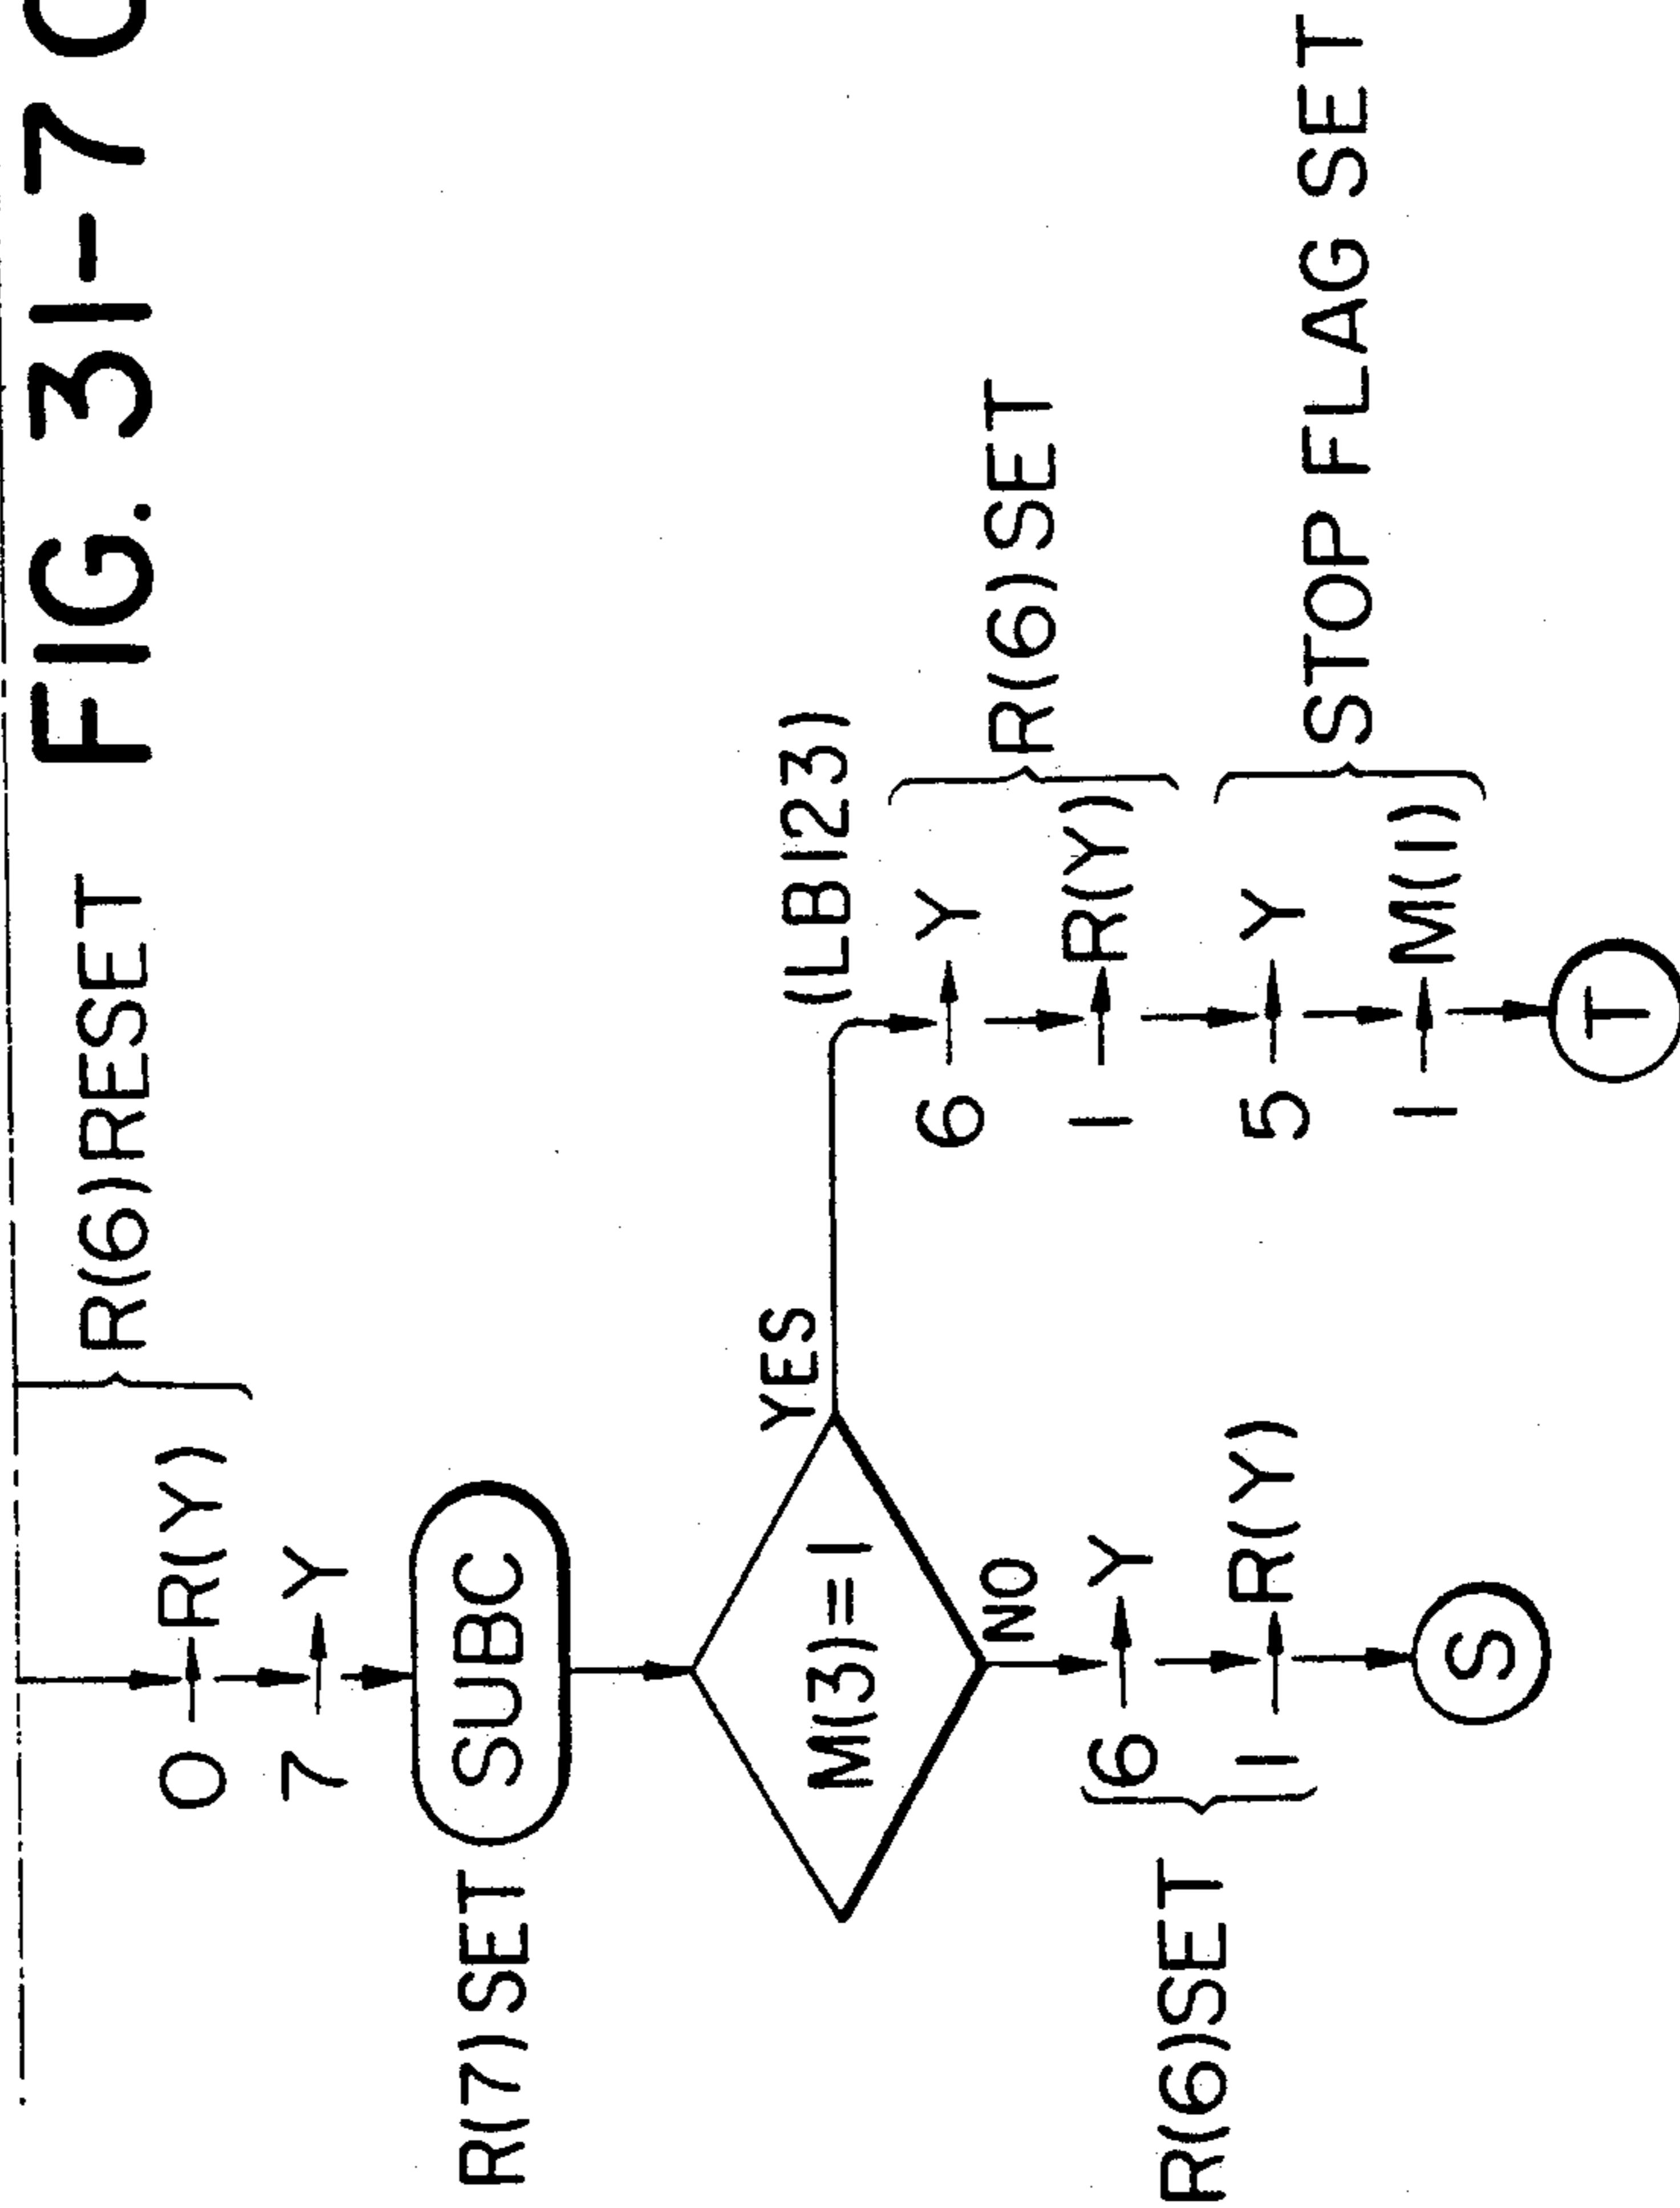 FIG. 31-7C
R(6)RESET
0→R(Y)
7→Y
R(7)SET
SUBC
M(3)=1
YES
NO
(LB123)
6→Y
1→R(Y)
R(6)SET
5→Y
1→M(1)
STOP FLAG SET
T
R(6)SET
6→Y
1→R(Y)
S